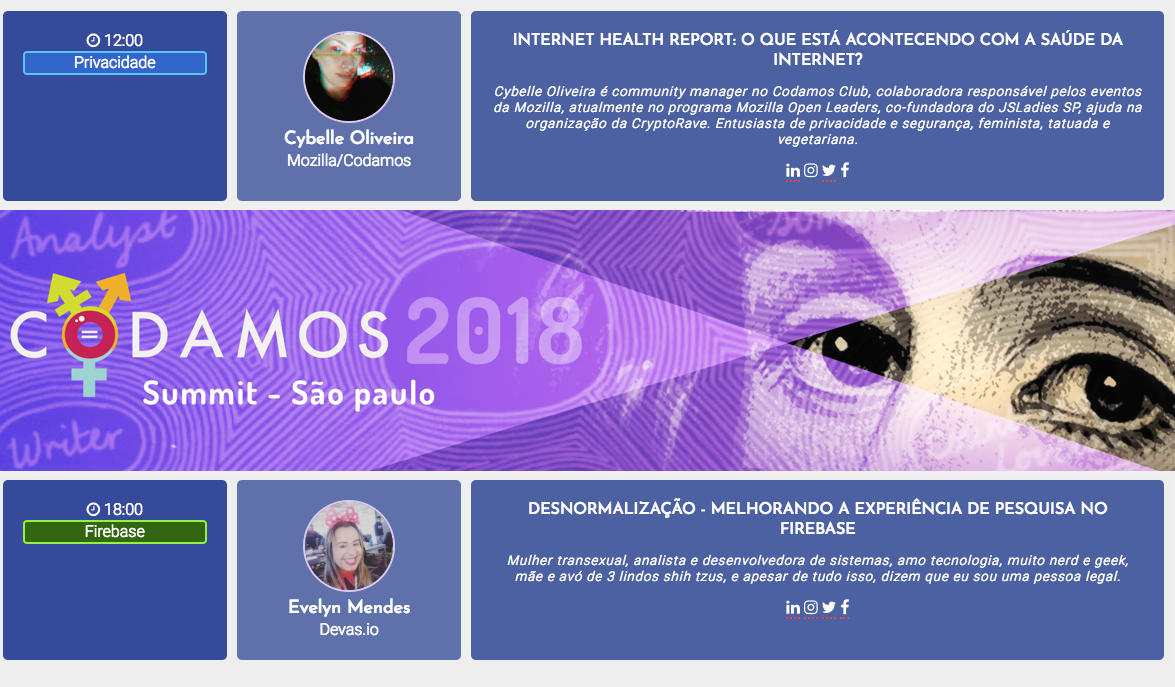 12:00
Privacidade
Cybelle Oliveira
Mozilla/Codamos
INTERNET HEALTH REPORT: O QUE ESTÁ ACONTECENDO COM A SAÚDE DA
INTERNET?
Cybelle Oliveira é community manager no Codamos Club, colaboradora responsável pelos eventos
da Mozilla, atualmente no programa Mozilla Open Leaders, co-fundadora do JSLadies SP, ajuda na
organização da CryptoRave. Entusiasta de privacidade e segurança, feminista, tatuada e
vegetariana.
Analyst
CODAMOS 2018
Summit - São paulo
Writer
18:00
Firebase
Evelyn Mendes
Devas.io
DESNORMALIZAÇÃO - MELHORANDO A EXPERIÊNCIA DE PESQUISA NO
FIREBASE
Mulher transexual, analista e desenvolvedora de sistemas, amo tecnologia, muito nerd e geek,
mãe e avó de 3 lindos shih tzus, e apesar de tudo isso, dizem que eu sou uma pessoa legal.